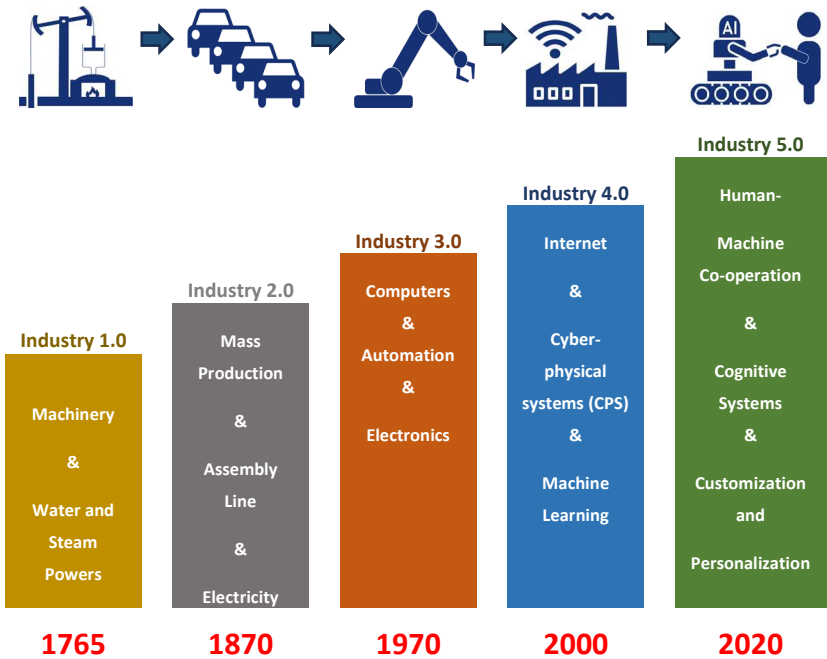 AI
Industry 1.0
Machinery
&
Water and
Steam
Powers
1765
Industry 2.0
Mass
Production
&
Assembly
Line
&
Electricity
1870
Industry 3.0
Computers
&
Automation
&
Electronics
1970
Industry 4.0
Internet
&
Cyber-
physical
systems (CPS)
&
Machine
Learning
2000
Industry 5.0
Human-
Machine
Co-operation
&
Cognitive
Systems
&
Customization
and
Personalization
2020